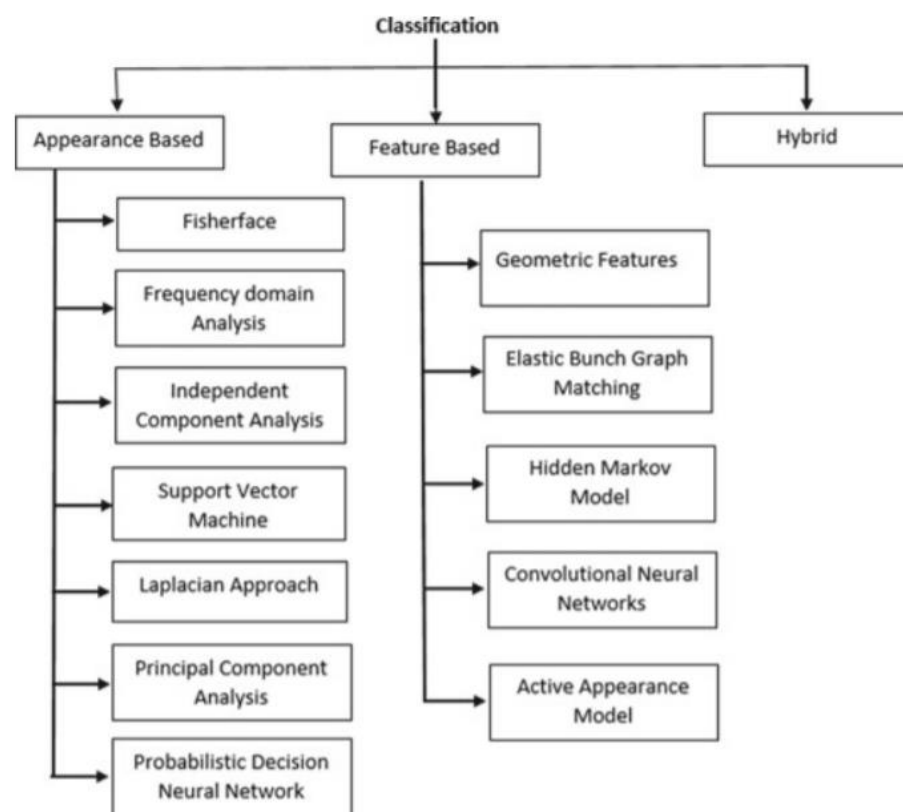 Classification
Appearance Based
Feature Based
Hybrid
Fisherface
Frequency domain
Analysis
Independent
Component Analysis
Support Vector
Machine
Laplacian Approach
Principal Component
Analysis
Probabilistic Decision
Neural Network
Geometric Features
Elastic Bunch Graph
Matching
Hidden Markov
Model
Convolutional Neural
Networks
Active Appearance
Model